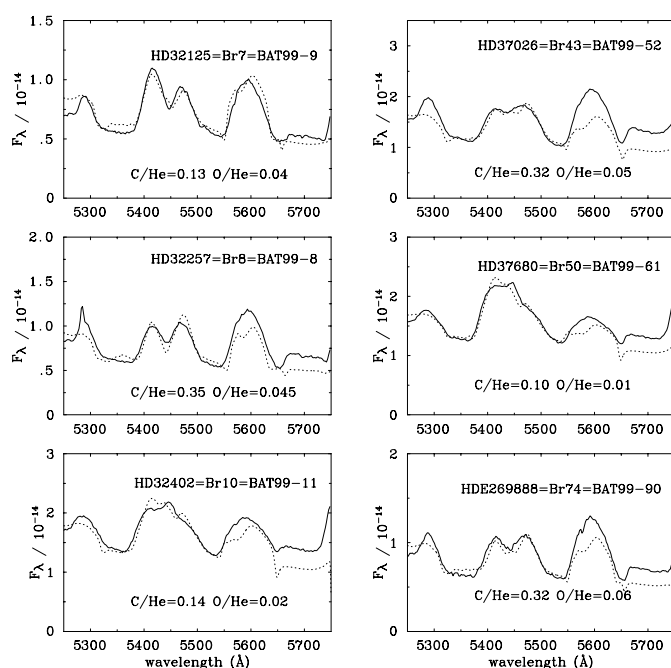 1.5
1.0
.5
0
HD32125=Br7=BAT99-9
C/He=0.13 O/He=0.04
F_λ / 10^-14
5300 5400 5500 5600 5700
3
2
1
0
HD37026=Br43=BAT99-52
C/He=0.32 O/He=0.05
F_λ / 10^-14
5300 5400 5500 5600 5700
2.0
1.5
1.0
.5
0
HD32257=Br8=BAT99-8
C/He=0.35 O/He=0.045
F_λ / 10^-14
5300 5400 5500 5600 5700
3
2
1
0
HD37680=Br50=BAT99-61
C/He=0.10 O/He=0.01
F_λ / 10^-14
5300 5400 5500 5600 5700
3
2
1
0
HD32402=Br10=BAT99-11
C/He=0.14 O/He=0.02
F_λ / 10^-14
5300 5400 5500 5600 5700
wavelength (Å)
2
1
0
HDE269888=Br74=BAT99-90
C/He=0.32 O/He=0.06
F_λ / 10^-14
5300 5400 5500 5600 5700
wavelength (Å)